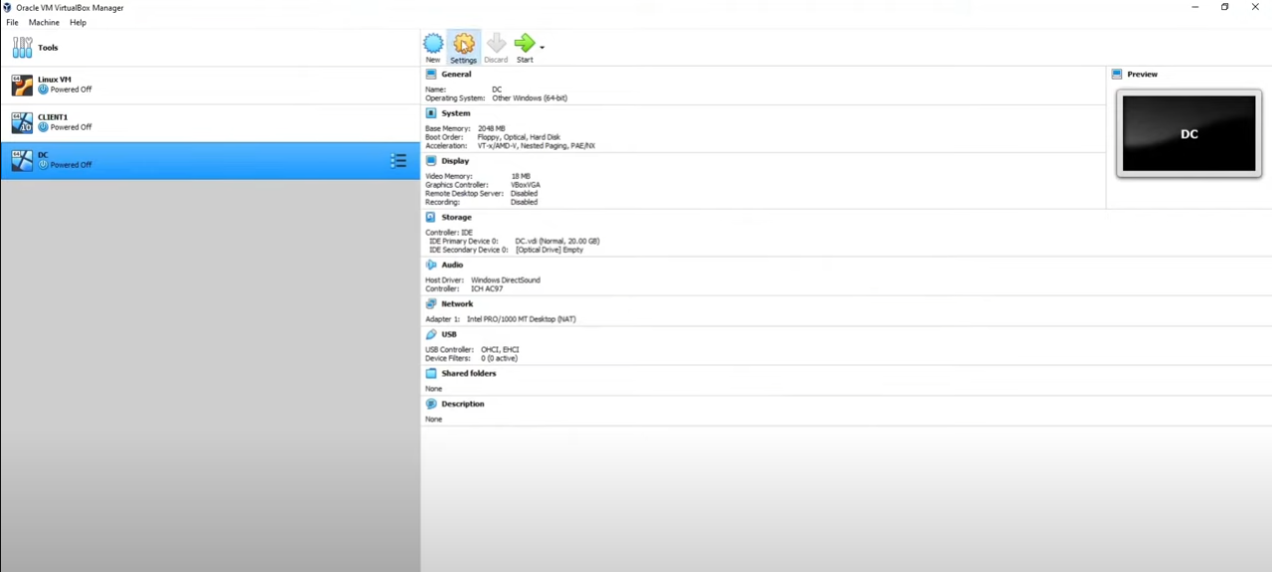 Oracle VM VirtualBox Manager
File Machine Help
Tools
Linux VM
Powered Off
CLIENT1
Powered Off
DC
Powered Off
New Settings Discard Start
General
Name: DC
Operating System: Other Windows (64-bit)
System
Base Memory: 2048 MB
Boot Order: Floppy, Optical, Hard Disk
Acceleration: VT-x/AMD-V, Nested Paging, PAE/NX
Display
Video Memory: 18 MB
Graphics Controller: VBoxVGA
Remote Desktop Server: Disabled
Recording: Disabled
Storage
Controller: IDE
IDE Primary Device 0: DC.vdi (Normal, 20.00 GB)
IDE Secondary Device 0: [Optical Drive] Empty
Audio
Host Driver: Windows DirectSound
Controller: ICH AC97
Network
Adapter 1: Intel PRO/1000 MT Desktop (NAT)
USB
USB Controller: OHCI, EHCI
Device Filters: 0 (0 active)
Shared folders
None
Description
None
Preview
DC